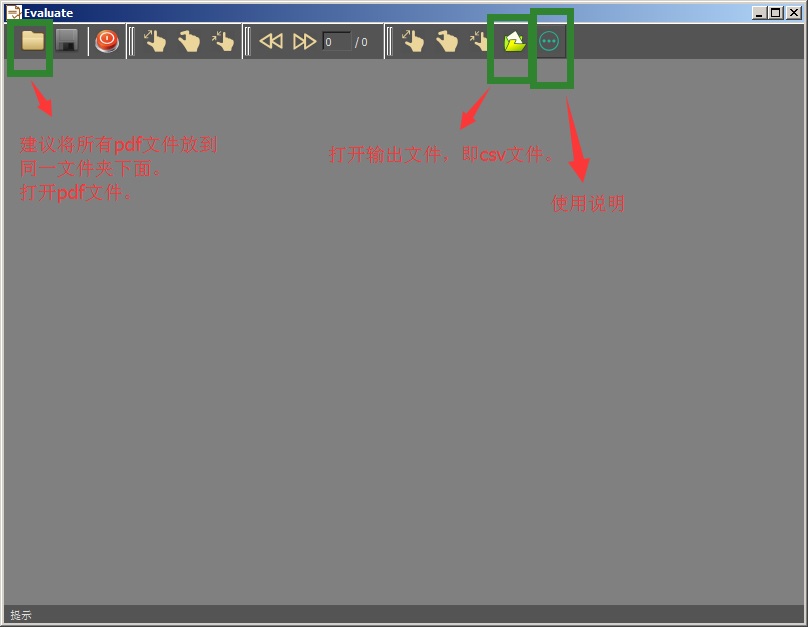 Evaluate
0 / 0
建议将所有pdf文件放到
同一文件夹下面。
打开pdf文件。
打开输出文件，即csv文件。
使用说明
提示